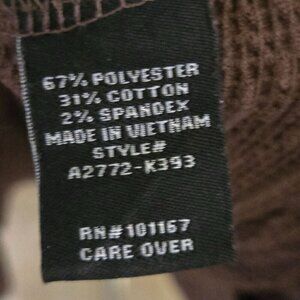 67% POLYESTER
31% COTTON
2% SPANDEX
MADE IN VIETNAM
STYLE#
A2772-K393
RN#101167
CARE OVER